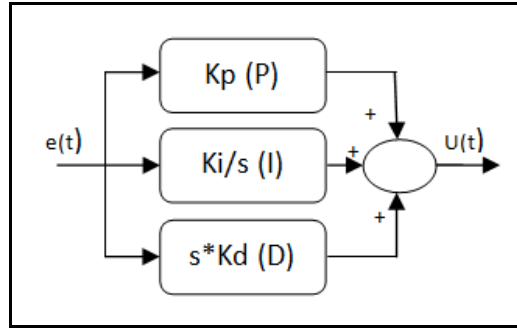 Kp (P)
+
e(t)
Ki/s (I)
+
U(t)
+
s*Kd (D)